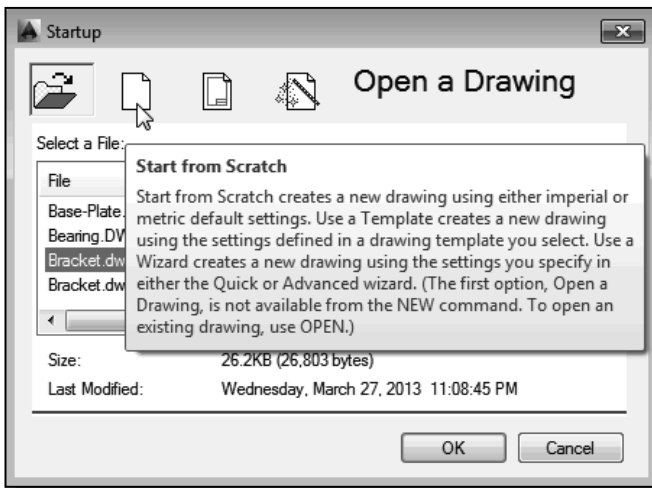 Startup
Open a Drawing
Select a File:
Start from Scratch
File
Start from Scratch creates a new drawing using either imperial or
metric default settings. Use a Template creates a new drawing
Base-Plate.
using the settings defined in a drawing template you select. Use a
Bearing.DW
Wizard creates a new drawing using the settings you specify in
Bracket.dw
either the Quick or Advanced wizard. (The first option, Open a
Bracket.dw
Drawing, is not available from the NEW command. To open an
existing drawing, use OPEN.)
Size: 26.2KB (26,803 bytes)
Last Modified: Wednesday, March 27, 2013 11:08:45 PM
OK Cancel